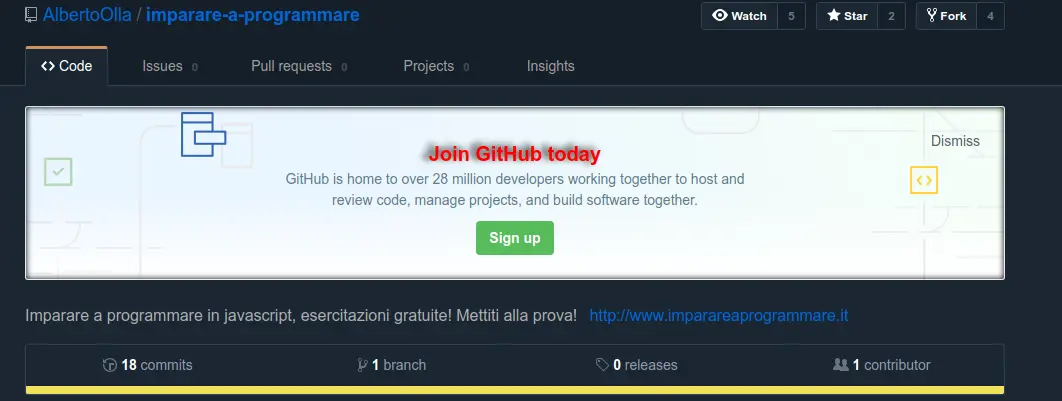 AlbertoOlla / imparare-a-programmare
Watch 5 Star 2 Fork 4
Code Issues 0 Pull requests 0 Projects 0 Insights
Dismiss
Join GitHub today
GitHub is home to over 28 million developers working together to host and
review code, manage projects, and build software together.
Sign up
Imparare a programmare in javascript, esercitazioni gratuite! Mettiti alla prova! http://www.imparareaprogrammare.it
18 commits 1 branch 0 releases 1 contributor